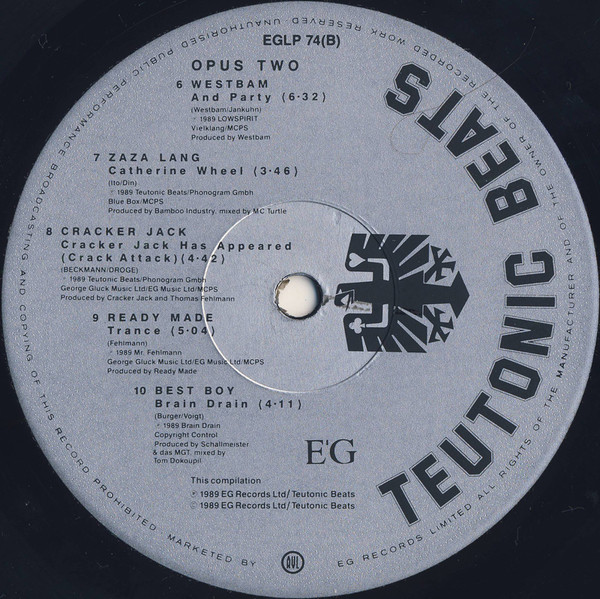 EGLP 74(B)
OPUS TWO
6 WESTBAM
And Party (6·32)
(Westbam/Jankuhn)
℗ 1989 LOWSPIRIT
Vielklang/MCPS
Produced by Westbam
7 ZAZA LANG
Catherine Wheel (3·46)
(Ito/Din)
℗ 1989 Teutonic Beats/Phonogram Gmbh
Blue Box/MCPS
Produced by Bamboo Industry, mixed by MC Turtle
8 CRACKER JACK
Cracker Jack Has Appeared
(Crack Attack)(4·42)
(BECKMANN/DROGE)
℗ 1989 Teutonic Beats/Phonogram Gmbh
George Gluck Music Ltd/EG Music Ltd/MCPS
Produced by Cracker Jack and Thomas Fehlmann
9 READY MADE
Trance (5·04)
(Fehlmann)
℗ 1989 Mr. Fehlmann
George Gluck Music Ltd/EG Music Ltd/MCPS
Produced by Ready Made
10 BEST BOY
Brain Drain (4·11)
(Burger/Voigt)
℗ 1989 Brain Drain
Copyright Control
Produced by Schallmeister
& das MGT, mixed by
Tom Dokoupil
E'G
This compilation
℗ 1989 EG Records Ltd/Teutonic Beats
© 1989 EG Records Ltd/Teutonic Beats
TEUTONIC BEATS
EG RECORDS LIMITED ALL RIGHTS OF THE MANUFACTURER AND OF THE OWNER OF THE RECORDED WORK RESERVED UNAUTHORISED PUBLIC PERFORMANCE BROADCASTING AND COPYING OF THIS RECORD PROHIBITED MARKETED BY
AVL